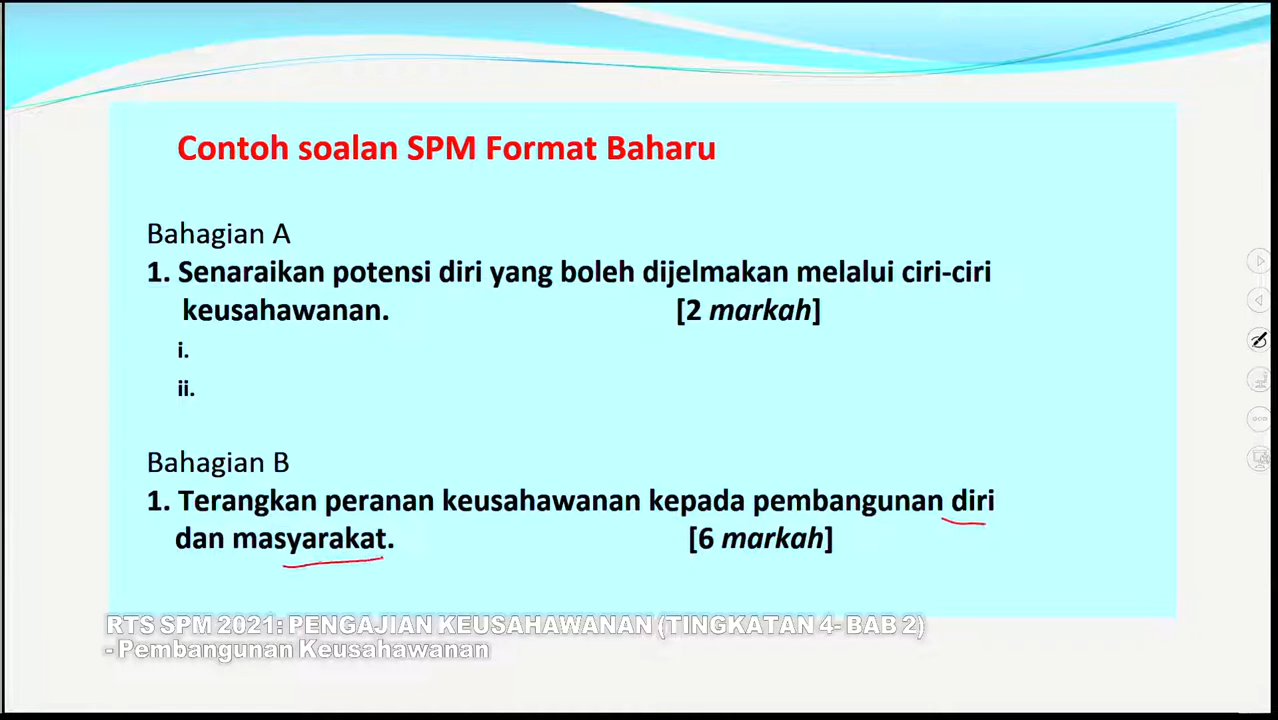 Contoh soalan SPM Format Baharu
Bahagian A
1. Senaraikan potensi diri yang boleh dijelmakan melalui ciri-ciri
keusahawanan. [2 markah]
i.
ii.
Bahagian B
1. Terangkan peranan keusahawanan kepada pembangunan diri
dan masyarakat. [6 markah]
RTS SPM 2021: PENGAJIAN KEUSAHAWANAN (TINGKATAN 4- BAB 2)
- Pembangunan Keusahawanan